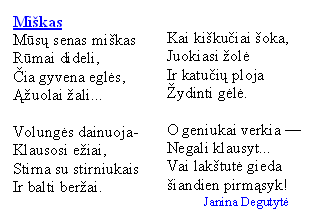 Miškas
Mūsų senas miškas
Rūmai dideli,
Čia gyvena eglės,
Ąžuolai žali...
Volungės dainuoja-
Klausosi ežiai,
Stirna su stirniukais
Ir balti beržai.
Kai kiškučiai šoka,
Juokiasi žolė
Ir katučių ploja
Žydinti gėlė.
O geniukai verkia —
Negali klausyt...
Vai lakštutė gieda
šiandien pirmąsyk!
Janina Degutytė